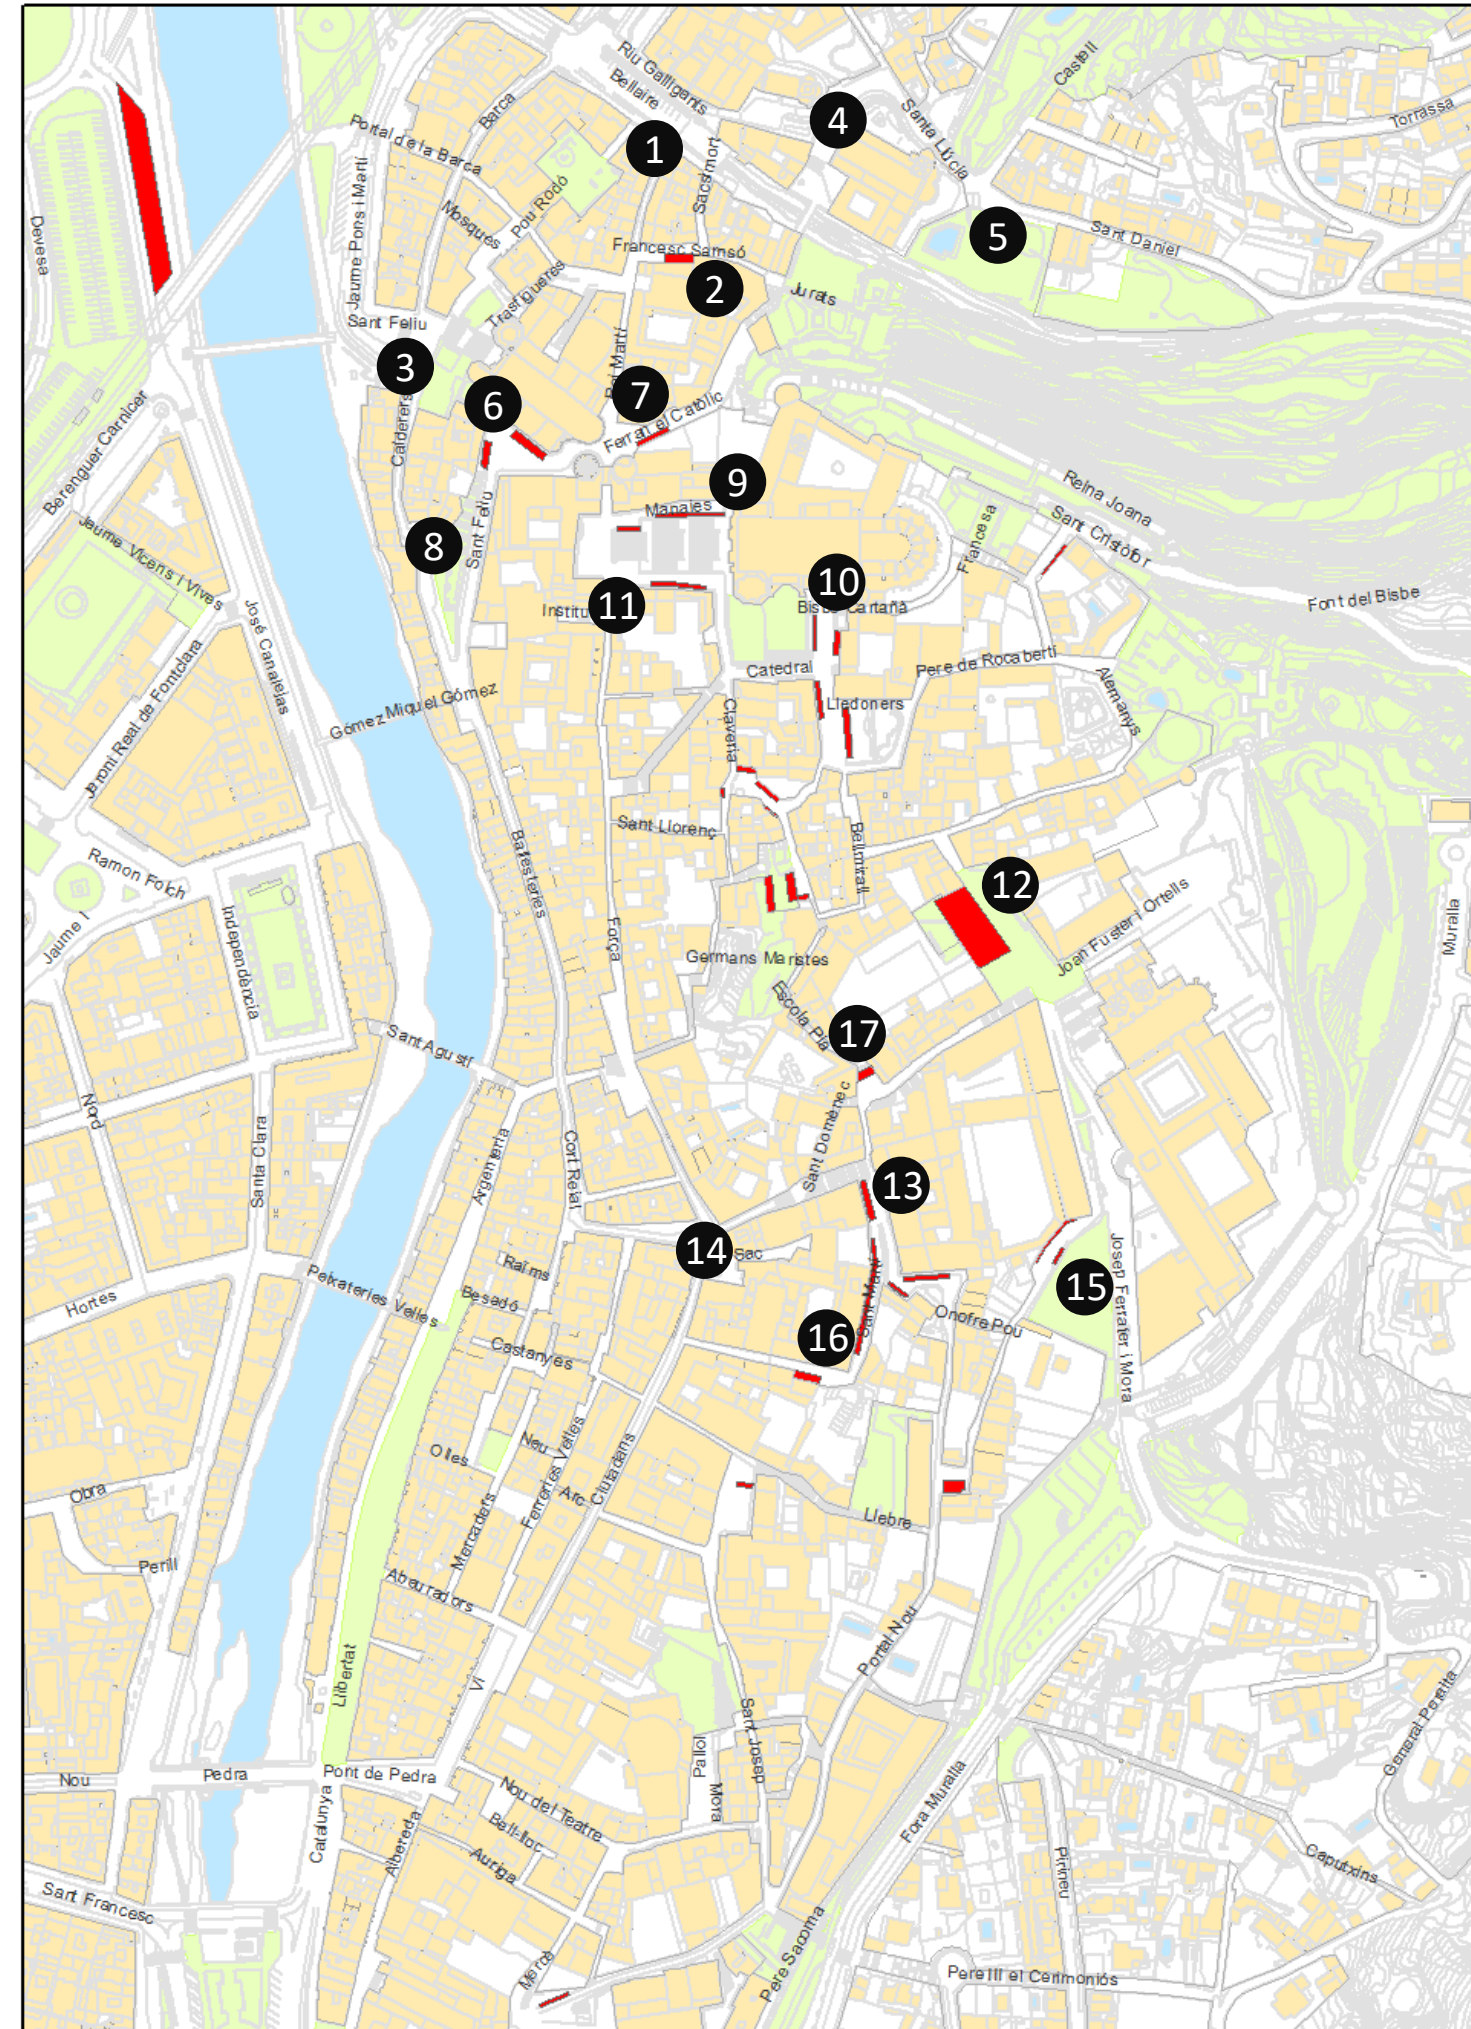 Riu Galligants
Bellaire
Castell
Santa Llúcia
Torrassa
Barca
4
1
Portal de la Barca
Sacsimort
Jaume Pons i Martí
Pou Rodó
Mosques
Devesa
5
Sant Daniel
Francesc Samsó
2
Trasfigueres
Jurats
Sant Feliu
3
Rei Martí
7
6
Ferran el Catòlic
Calderers
Berenguer Carnicer
9
Reina Joana
Manaies
Sant Feliu
8
Francesa
Sant Cristòfor
Jaume Vicens i Vives
10
Font del Bisbe
11
Institu
Bisbe Cartañà
José Canalejas
Catedral
Pere de Rocabertí
Jeroni Real de Fontclara
Gómez Miquel Gómez
Claveria
Lledoners
Alemanys
Sant Llorenç
Ballesteries
Bellmirall
Ramon Folch
12
Jaume I
Independència
Força
Joan Fuster i Ortells
Muralla
Germans Maristes
Escola Pia
17
Sant Agustí
Nord
Sant Domènec
Santa Clara
Argenteria
Cort Reial
13
14
Sac
Raïms
Peixateries Velles
Besadó
Hortes
Sant Martí
15
Josep Ferrater i Mora
Onofre Pou
Castanyes
16
Olles
Neu
Ferreries Velles
Ciutadans
Arc
Obra
Mercaders
Llebre
Perill
Abeuradors
Portal Nou
Llibertat
Vi
Sant Josep
General Peralta
Pallol
Nou
Pedra
Pont de Pedra
Mora
Nou del Teatre
Catalunya
Albereda
Bell-lloc
Fora Muralla
Auriga
Pirineu
Caputxins
Sant Francesc
Pere Sacoma
Mercè
Pere III el Cerimoniós